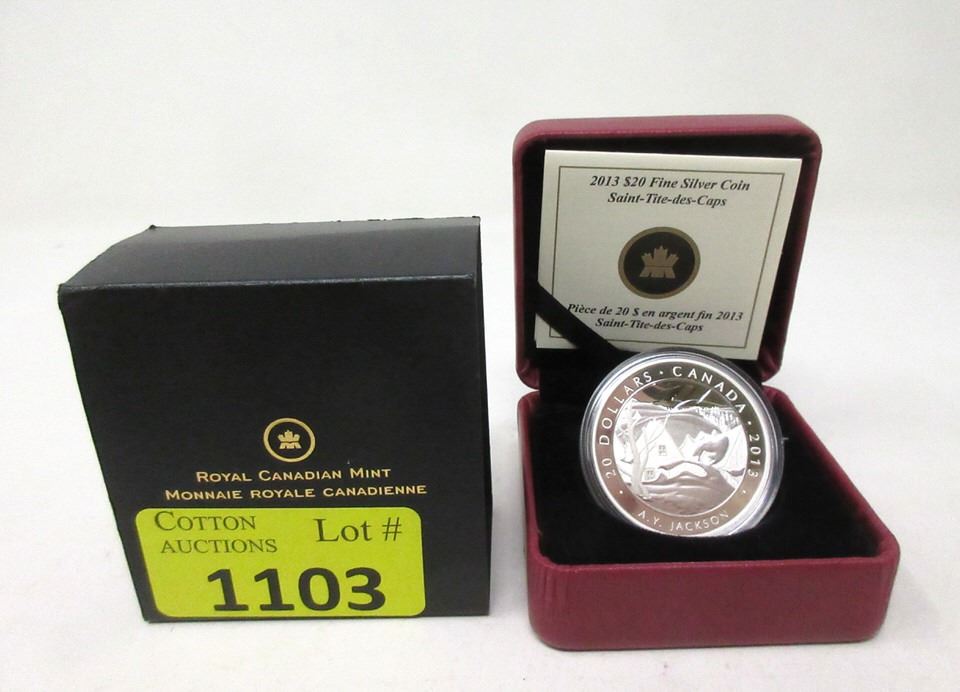 ROYAL CANADIAN MINT
MONNAIE ROYALE CANADIENNE
COTTON
AUCTIONS
Lot #
1103
2013 $20 Fine Silver Coin
Saint-Tite-des-Caps
Pièce de 20 $ en argent fin 2013
Saint-Tite-des-Caps
20 DOLLARS • CANADA • 2013
A.Y. JACKSON